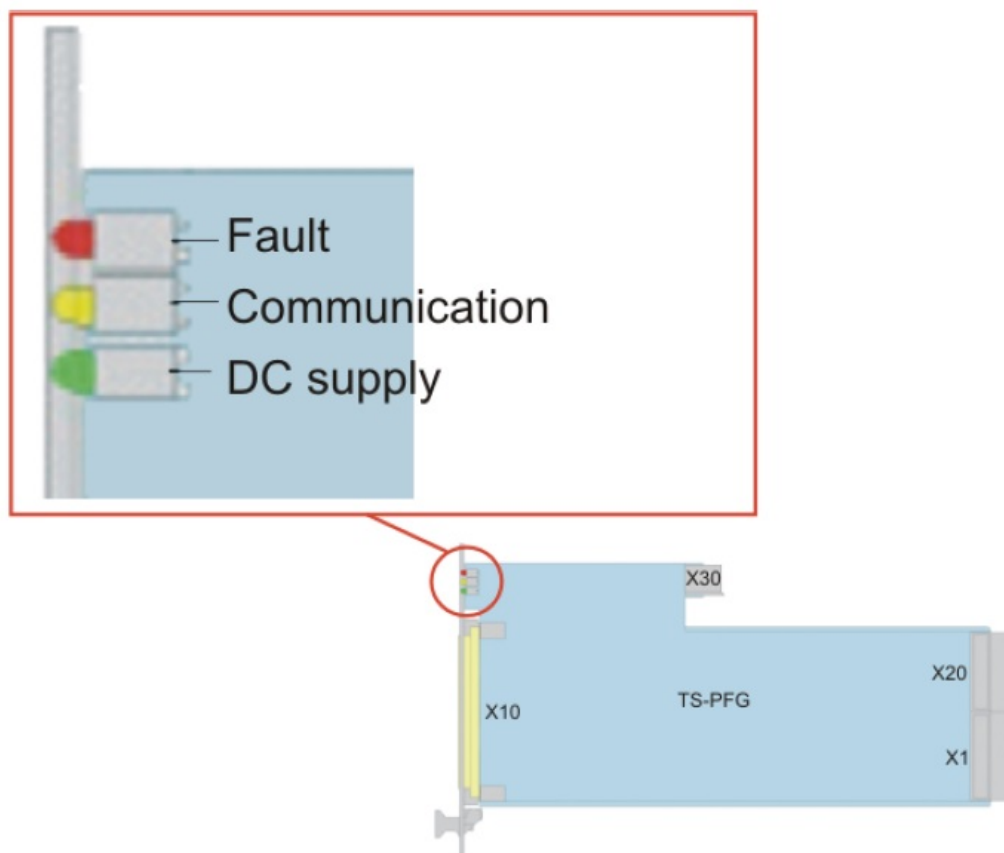 Fault
Communication
DC supply
X30
X20
TS-PFG
X10
X1